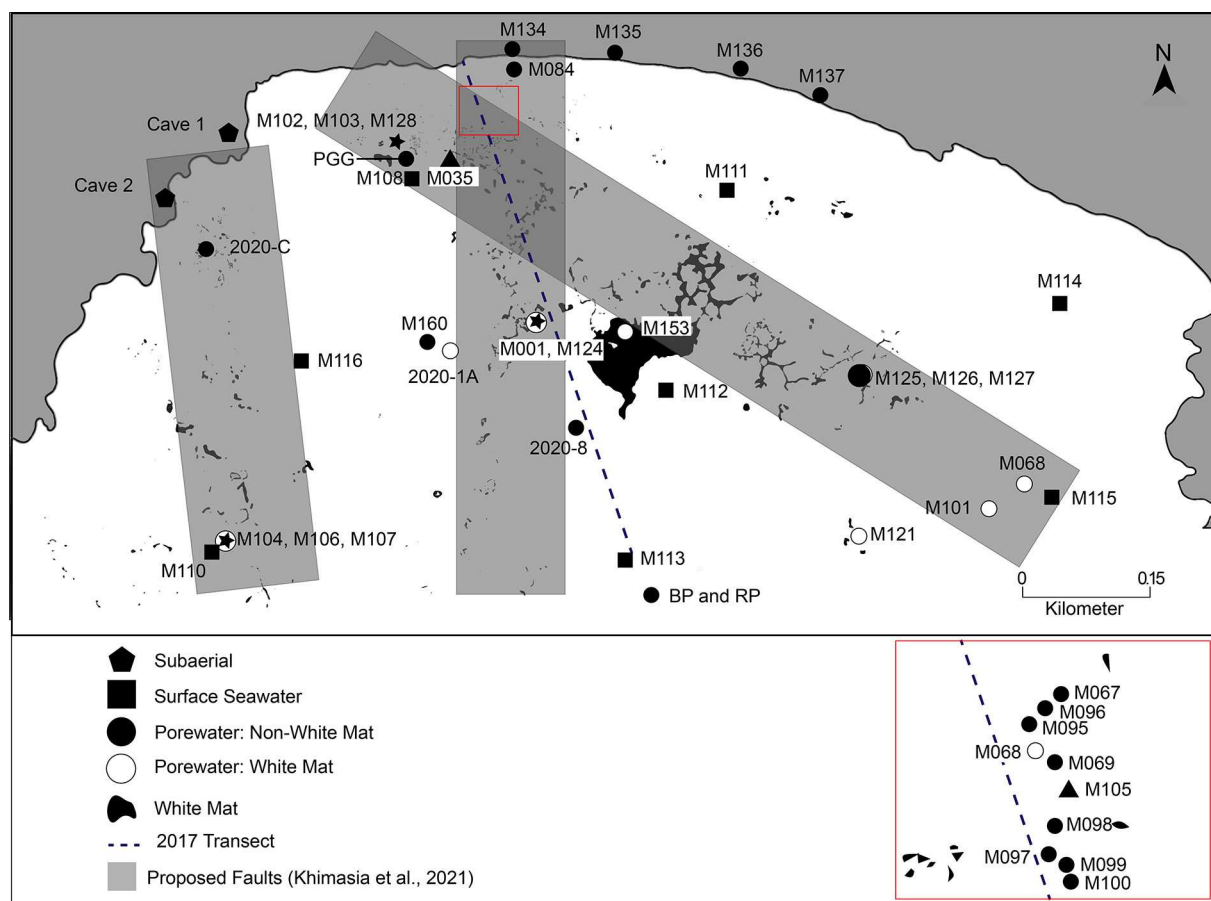 M134
M135
M136
M137
M084
N
Cave 1
M102, M103, M128
PGG
M108
M035
M111
Cave 2
2020-C
M114
M160
M153
M001, M124
M116
2020-1A
M125, M126, M127
M112
2020-8
M068
M115
M101
M121
M104, M106, M107
M110
M113
0
0.15
Kilometer
BP and RP
Subaerial
Surface Seawater
Porewater: Non-White Mat
Porewater: White Mat
White Mat
2017 Transect
Proposed Faults (Khimasia et al., 2021)
M067
M096
M095
M068
M069
M105
M098
M097
M099
M100